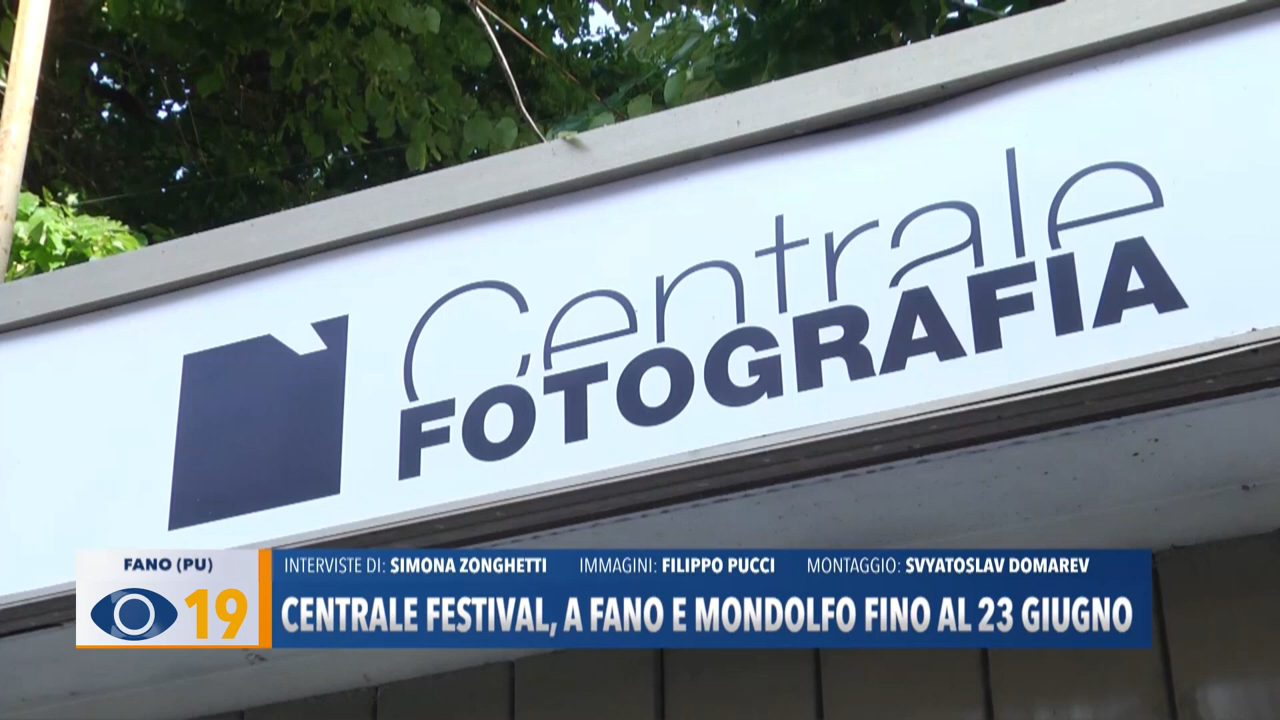 Centrale
FOTOGRAFIA
FANO (PU)
19
INTERVISTE DI: SIMONA ZONGHETTI IMMAGINI: FILIPPO PUCCI MONTAGGIO: SVYATOSLAV DOMAREV
CENTRALE FESTIVAL, A FANO E MONDOLFO FINO AL 23 GIUGNO